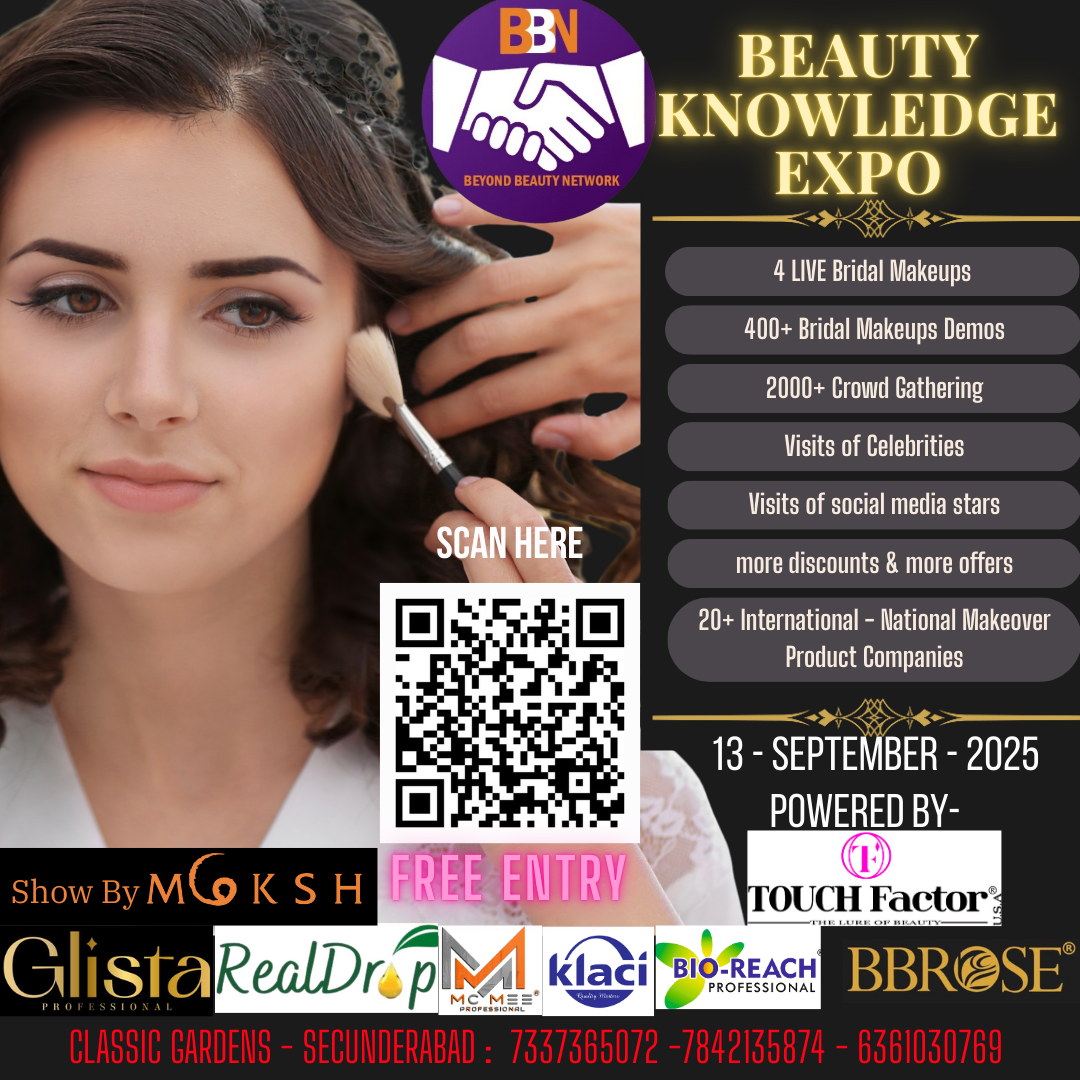 BBN
BEYOND BEAUTY NETWORK
BEAUTY
KNOWLEDGE
EXPO
4 LIVE Bridal Makeups
400+ Bridal Makeups Demos
2000+ Crowd Gathering
Visits of Celebrities
Visits of social media stars
more discounts & more offers
20+ International - National Makeover
Product Companies
SCAN HERE
13 - SEPTEMBER - 2025
POWERED BY-
TF
TOUCH Factor®
U.S.A
THE LURE OF BEAUTY
FREE ENTRY
Show By MOKSH
Glista
PROFESSIONAL
RealDrop
M
MC MEE®
PROFESSIONAL
klaci
Quality Matters
BIO-REACH®
PROFESSIONAL
BBROSE®
CLASSIC GARDENS - SECUNDERABAD : 7337365072 -7842135874 - 6361030769